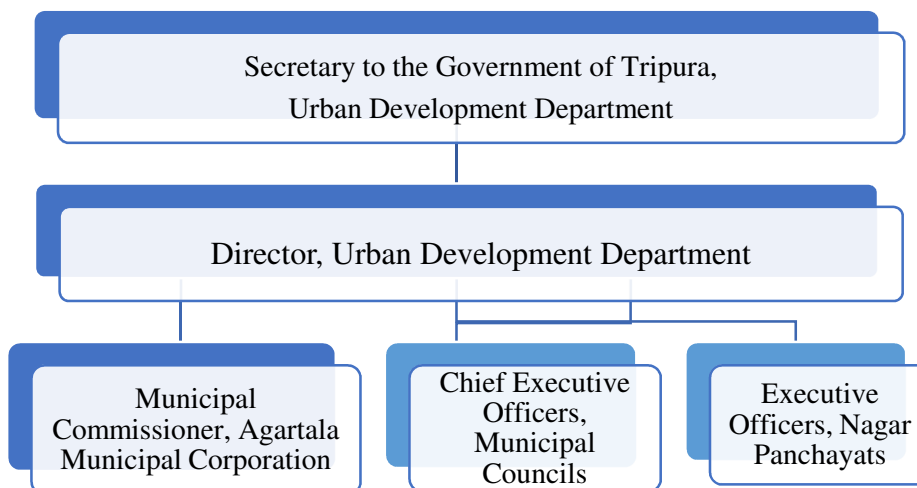 Secretary to the Government of Tripura,
Urban Development Department
Director, Urban Development Department
Municipal
Commissioner, Agartala
Municipal Corporation
Chief Executive
Officers,
Municipal
Councils
Executive
Officers, Nagar
Panchayats